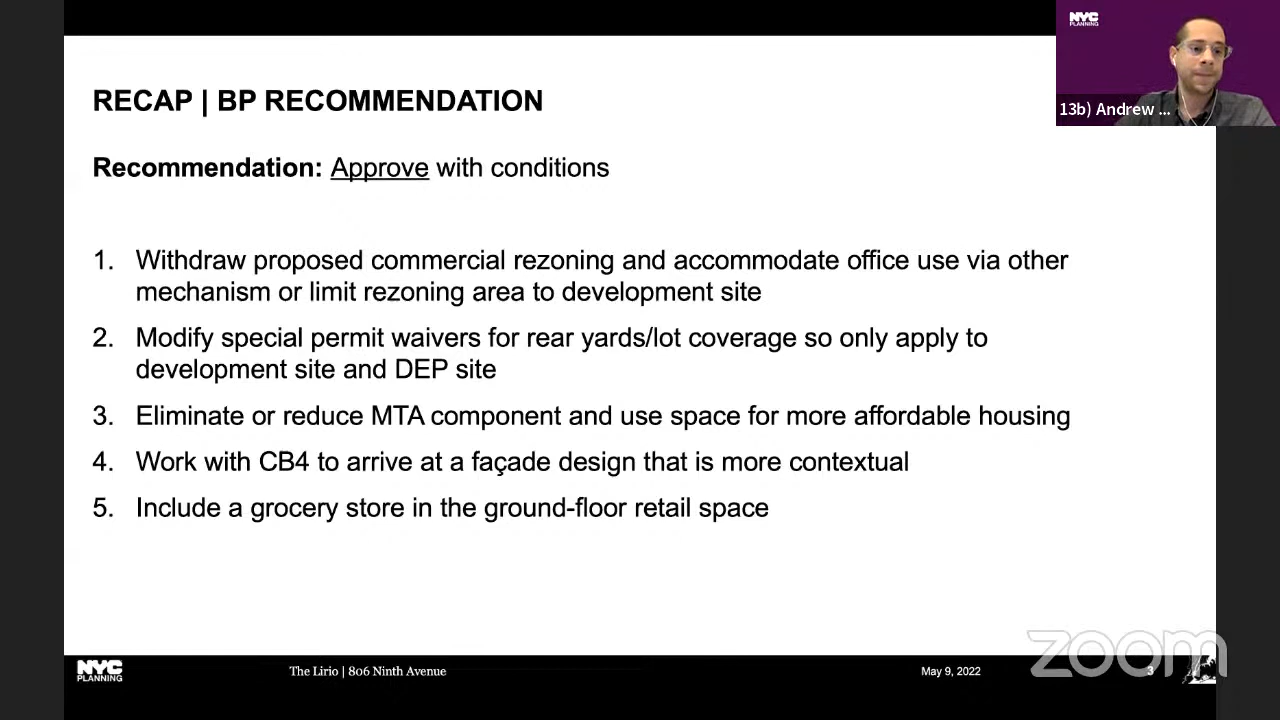 NYC
PLANNING
13b) Andrew ...
RECAP | BP RECOMMENDATION
Recommendation: Approve with conditions
1. Withdraw proposed commercial rezoning and accommodate office use via other
mechanism or limit rezoning area to development site
2. Modify special permit waivers for rear yards/lot coverage so only apply to
development site and DEP site
3. Eliminate or reduce MTA component and use space for more affordable housing
4. Work with CB4 to arrive at a façade design that is more contextual
5. Include a grocery store in the ground-floor retail space
zoom
NYC
PLANNING
The Lirio | 806 Ninth Avenue
May 9, 2022
3